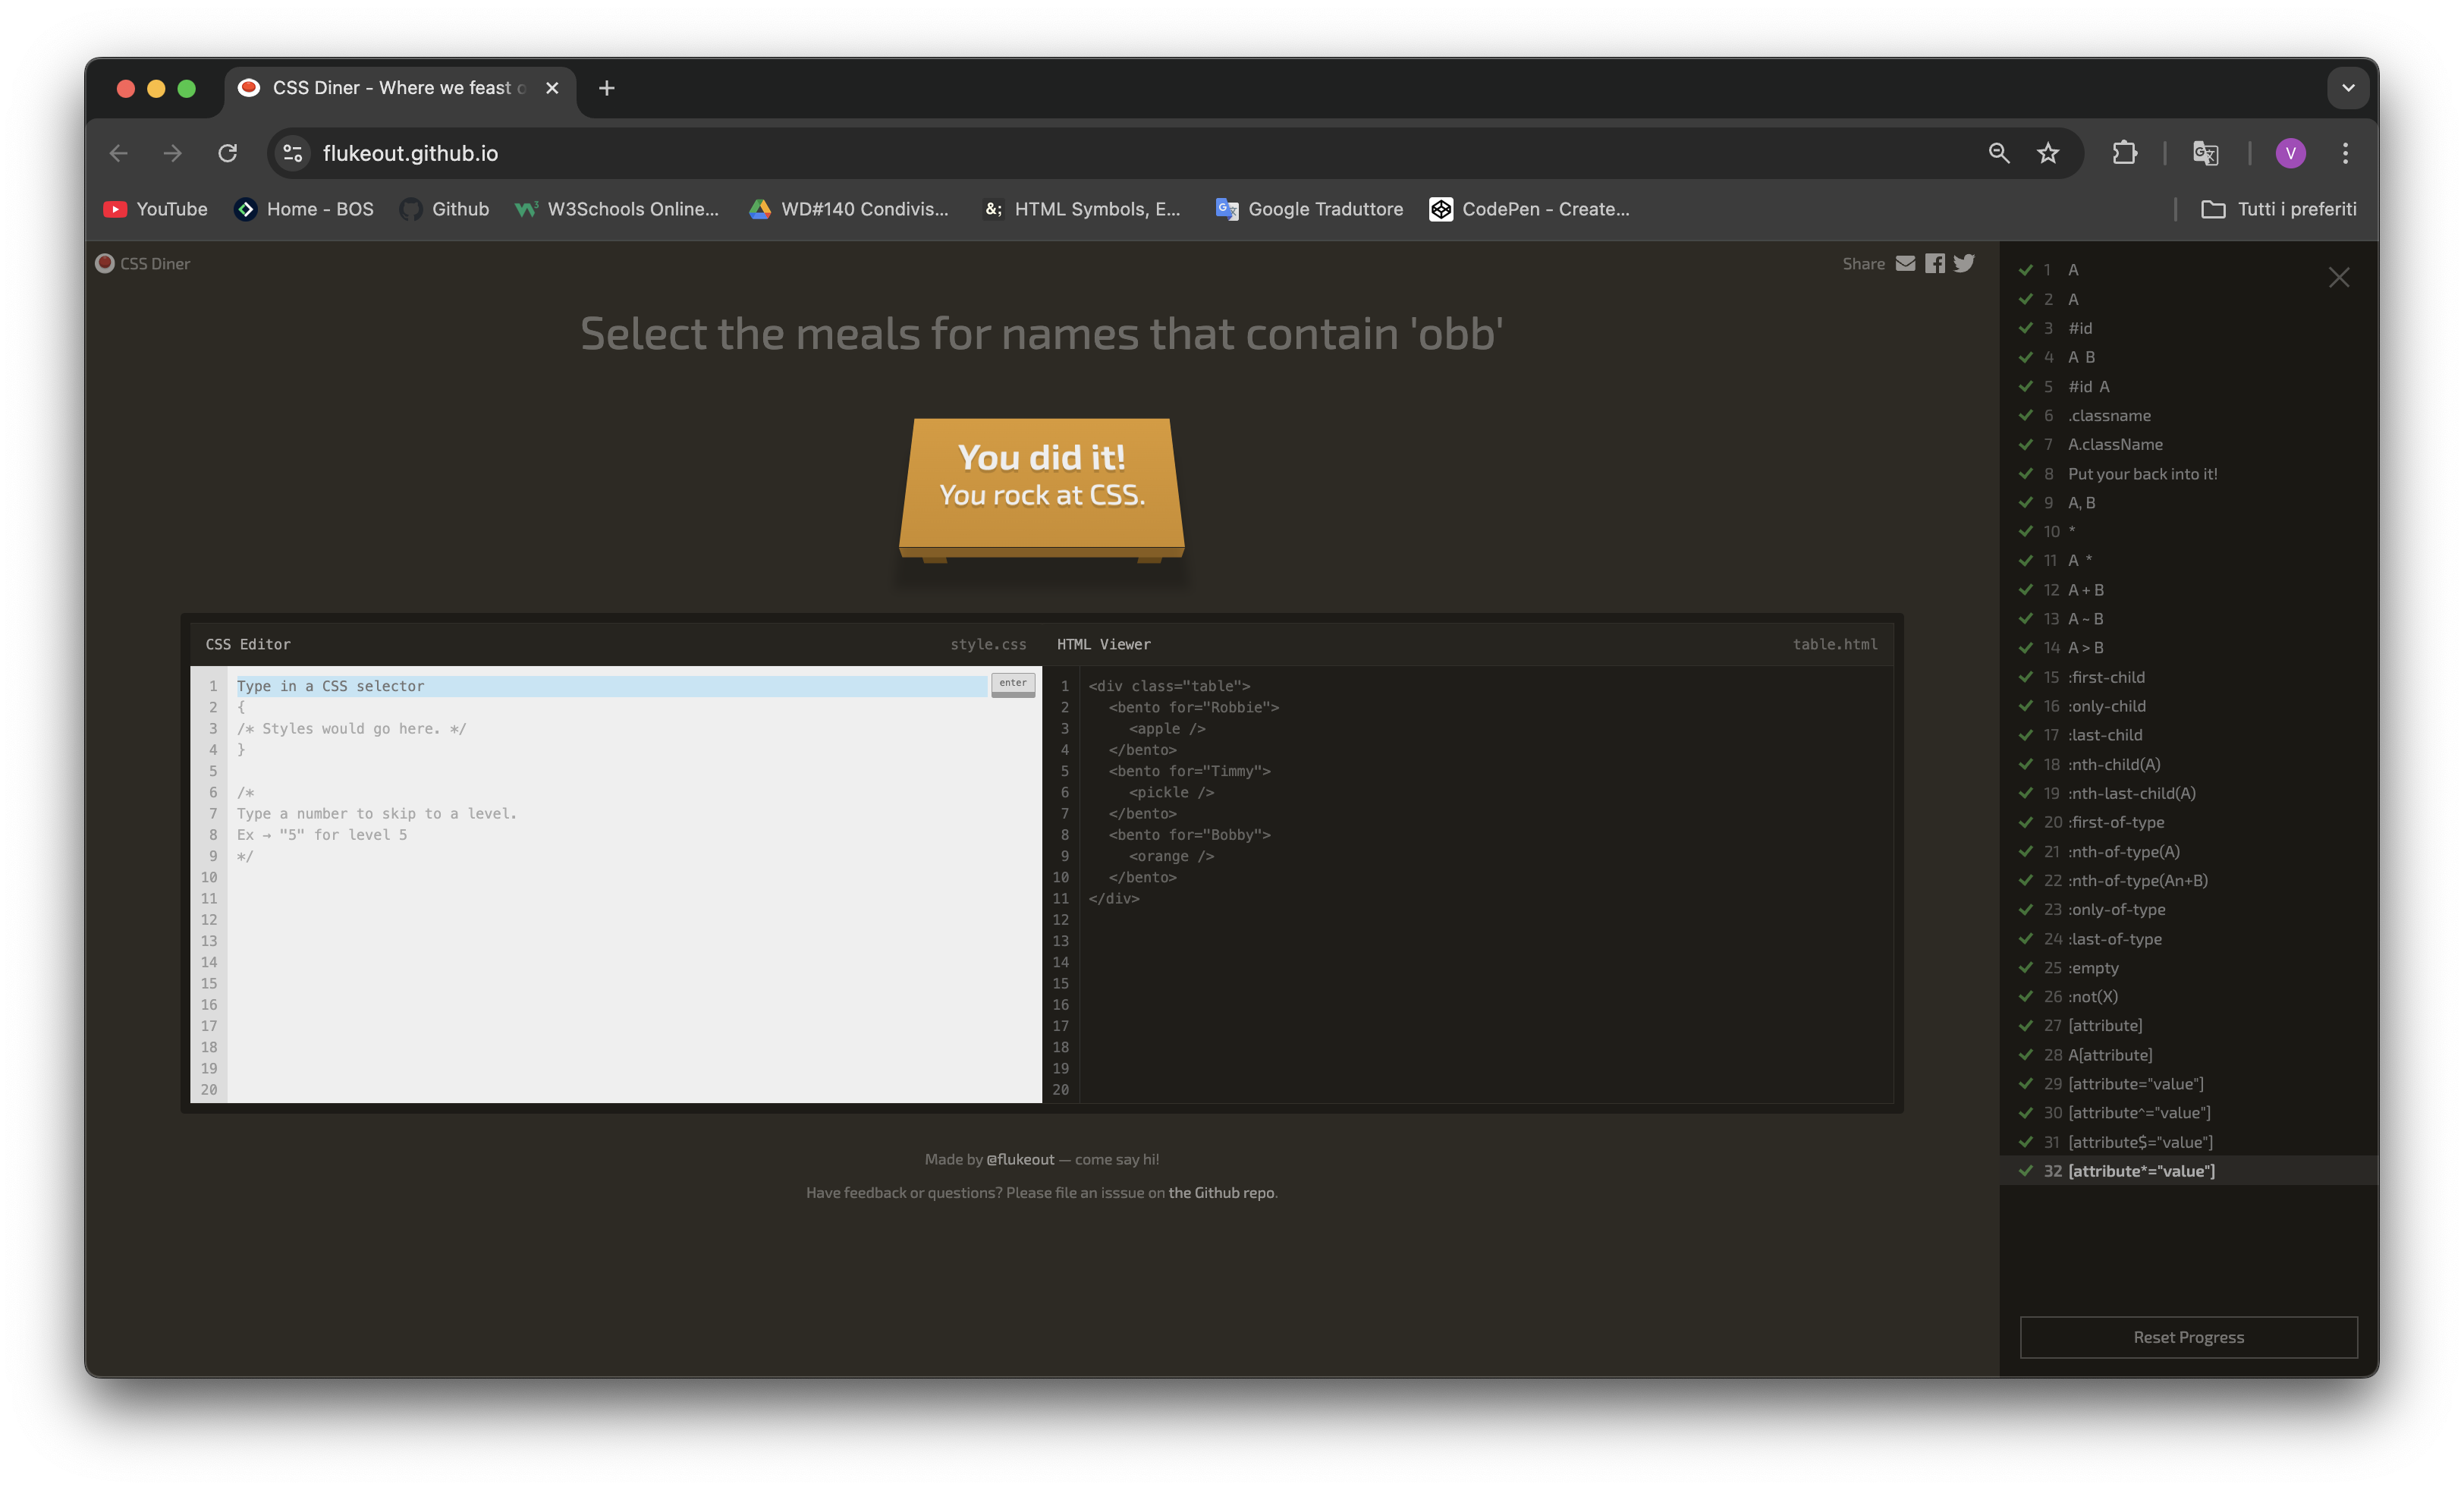 CSS Diner - Where we feast o
flukeout.github.io
V
YouTube
Home - BOS
Github
W3Schools Online...
WD#140 Condivis...
&; HTML Symbols, E...
Google Traduttore
CodePen - Create...
Tutti i preferiti
CSS Diner
Share
Select the meals for names that contain 'obb'
You did it!
You rock at CSS.
CSS Editor
style.css
1 Type in a CSS selector
enter
2 {
3 /* Styles would go here. */
4 }
5
6 /*
7 Type a number to skip to a level.
8 Ex → "5" for level 5
9 */
10
11
12
13
14
15
16
17
18
19
20
HTML Viewer
table.html
1 <div class="table">
2 <bento for="Robbie">
3 <apple />
4 </bento>
5 <bento for="Timmy">
6 <pickle />
7 </bento>
8 <bento for="Bobby">
9 <orange />
10 </bento>
11 </div>
12
13
14
15
16
17
18
19
20
Made by @flukeout — come say hi!
Have feedback or questions? Please file an isssue on the Github repo.
1 A
2 A
3 #id
4 A B
5 #id A
6 .classname
7 A.className
8 Put your back into it!
9 A, B
10 *
11 A *
12 A + B
13 A ~ B
14 A > B
15 :first-child
16 :only-child
17 :last-child
18 :nth-child(A)
19 :nth-last-child(A)
20 :first-of-type
21 :nth-of-type(A)
22 :nth-of-type(An+B)
23 :only-of-type
24 :last-of-type
25 :empty
26 :not(X)
27 [attribute]
28 A[attribute]
29 [attribute="value"]
30 [attribute^="value"]
31 [attribute$="value"]
32 [attribute*="value"]
Reset Progress